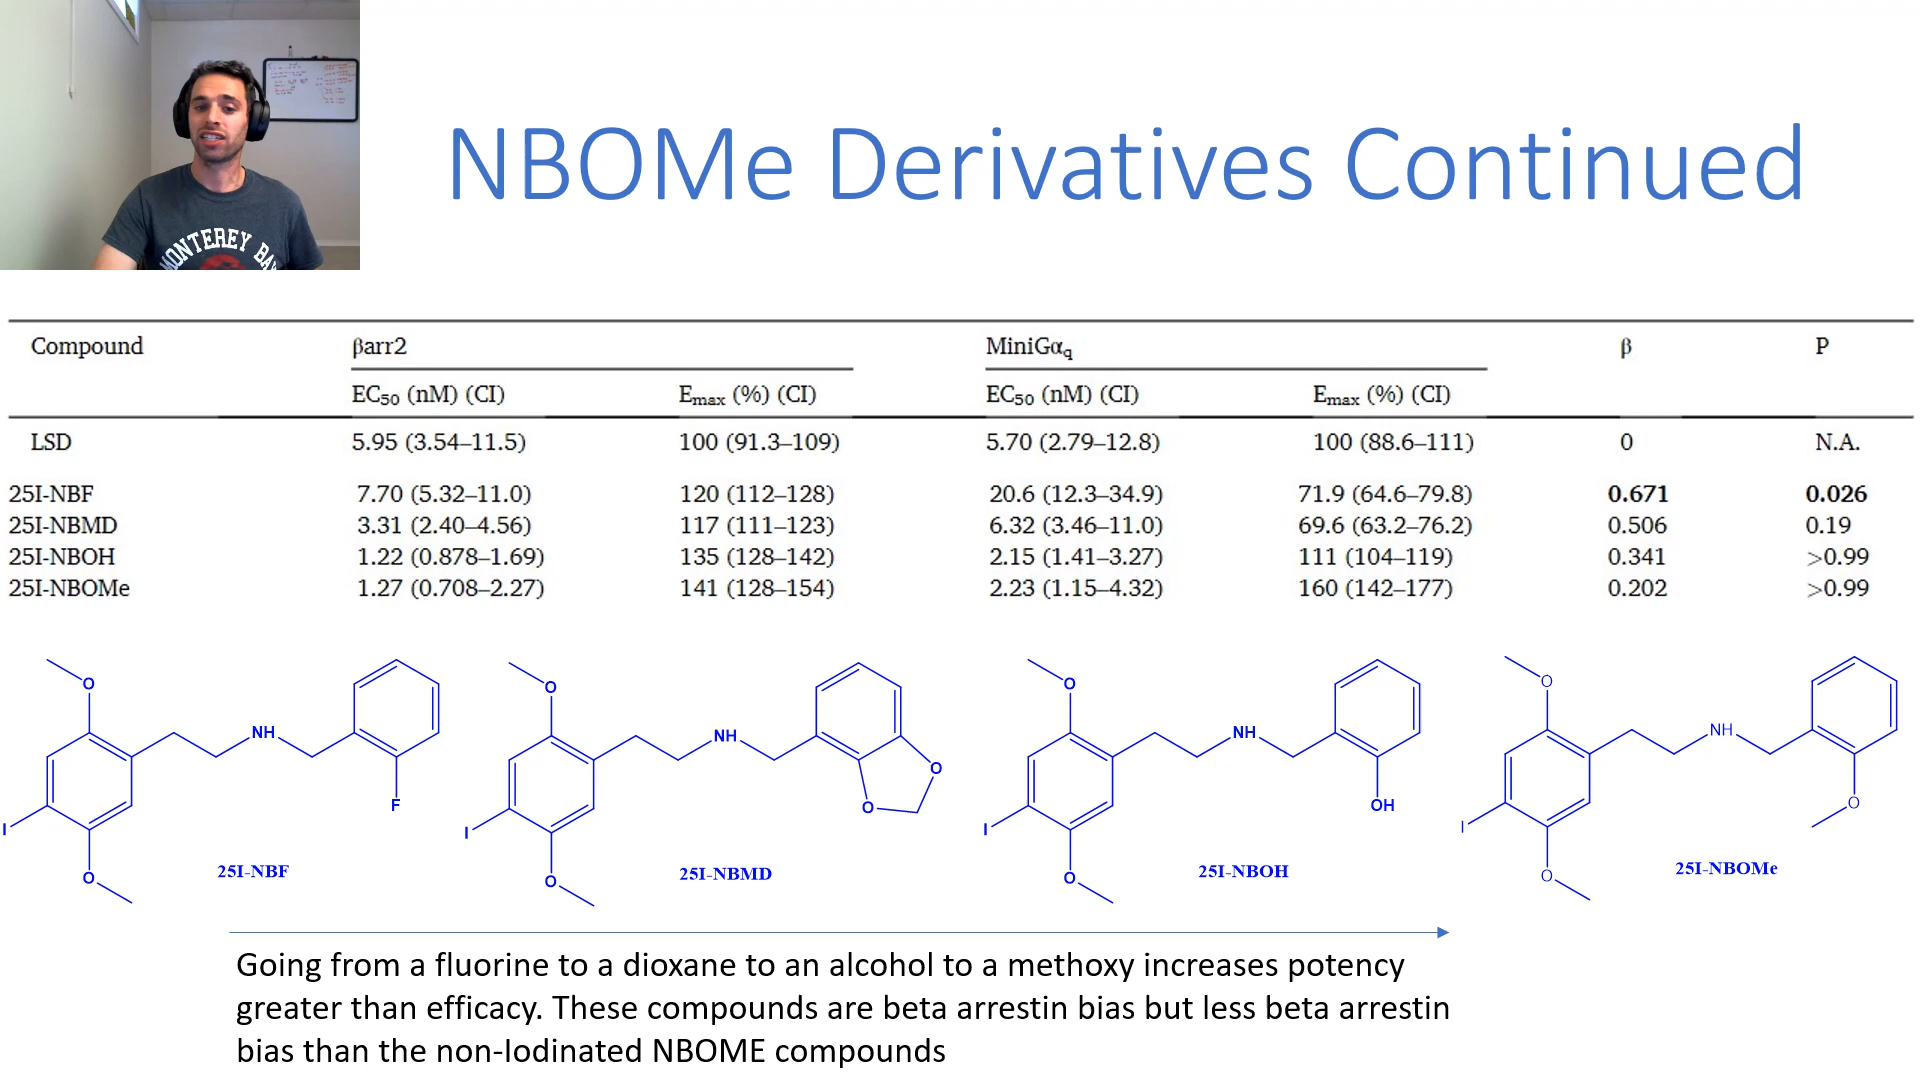 MONTEREY BAY
NBOMe Derivatives Continued
Compound βarr2 MiniGαq β P
EC50 (nM) (CI) Emax (%) (CI) EC50 (nM) (CI) Emax (%) (CI)
LSD 5.95 (3.54–11.5) 100 (91.3–109) 5.70 (2.79–12.8) 100 (88.6–111) 0 N.A.
25I-NBF 7.70 (5.32–11.0) 120 (112–128) 20.6 (12.3–34.9) 71.9 (64.6–79.8) 0.671 0.026
25I-NBMD 3.31 (2.40–4.56) 117 (111–123) 6.32 (3.46–11.0) 69.6 (63.2–76.2) 0.506 0.19
25I-NBOH 1.22 (0.878–1.69) 135 (128–142) 2.15 (1.41–3.27) 111 (104–119) 0.341 >0.99
25I-NBOMe 1.27 (0.708–2.27) 141 (128–154) 2.23 (1.15–4.32) 160 (142–177) 0.202 >0.99
O NH F I O
25I-NBF
O NH O O I O
25I-NBMD
O NH OH I O
25I-NBOH
O NH O I O
25I-NBOMe
Going from a fluorine to a dioxane to an alcohol to a methoxy increases potency
greater than efficacy. These compounds are beta arrestin bias but less beta arrestin
bias than the non-Iodinated NBOME compounds